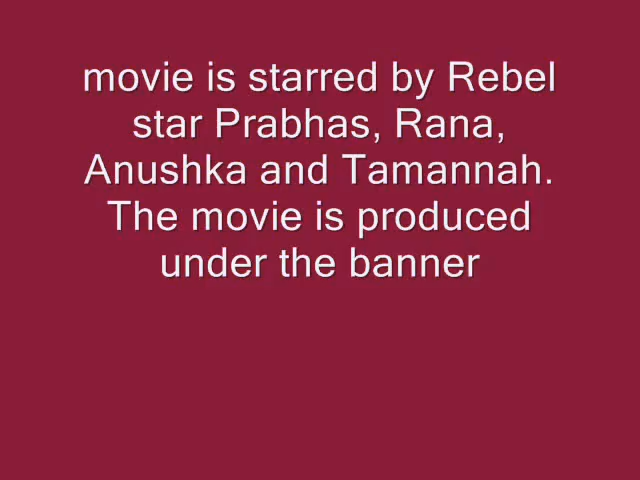 movie is starred by Rebel
star Prabhas, Rana,
Anushka and Tamannah.
The movie is produced
under the banner